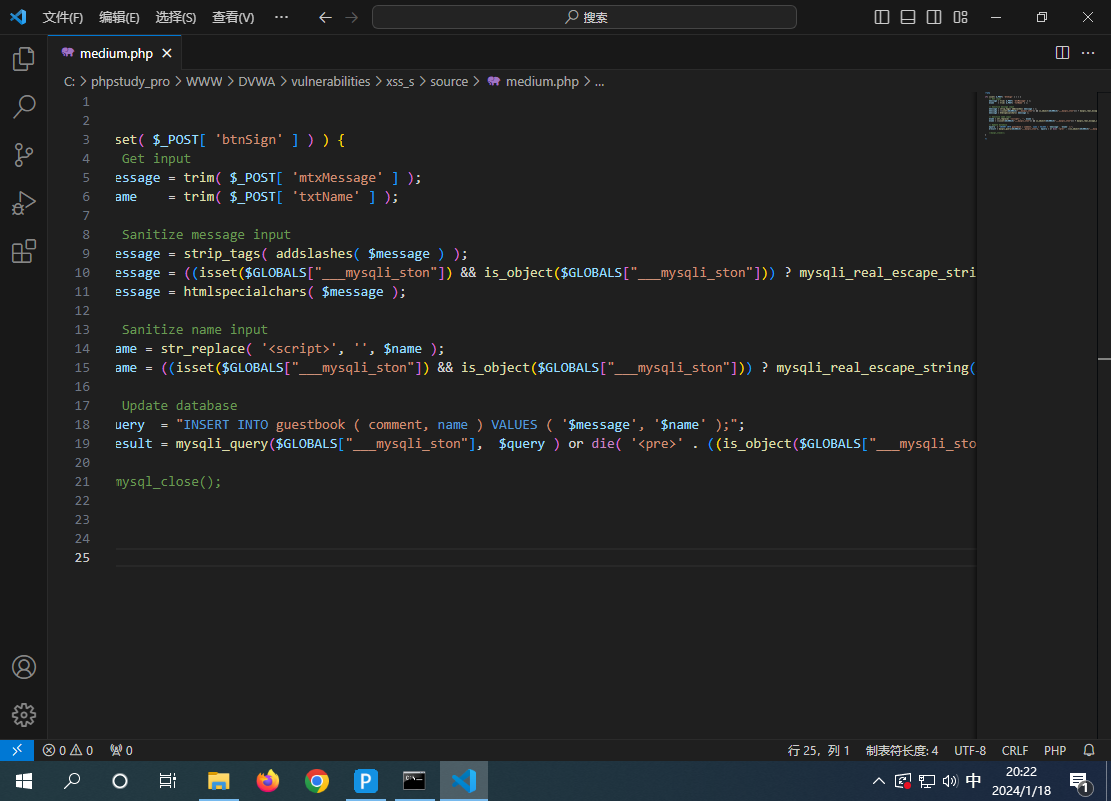 文件(F) 编辑(E) 选择(S) 查看(V) ··· 搜索
medium.php
C: > phpstudy_pro > WWW > DVWA > vulnerabilities > xss_s > source > medium.php > ...
1
2
3 set( $_POST[ 'btnSign' ] ) ) {
4 Get input
5 essage = trim( $_POST[ 'mtxMessage' ] );
6 ame    = trim( $_POST[ 'txtName' ] );
7
8 Sanitize message input
9 essage = strip_tags( addslashes( $message ) );
10 essage = ((isset($GLOBALS["___mysqli_ston"]) && is_object($GLOBALS["___mysqli_ston"])) ? mysqli_real_escape_stri
11 essage = htmlspecialchars( $message );
12
13 Sanitize name input
14 ame = str_replace( '<script>', '', $name );
15 ame = ((isset($GLOBALS["___mysqli_ston"]) && is_object($GLOBALS["___mysqli_ston"])) ? mysqli_real_escape_string(
16
17 Update database
18 uery  = "INSERT INTO guestbook ( comment, name ) VALUES ( '$message', '$name' );";
19 esult = mysqli_query($GLOBALS["___mysqli_ston"],  $query ) or die( '<pre>' . ((is_object($GLOBALS["___mysqli_sto
20
21 mysql_close();
22
23
24
25
0 0 0 行 25，列 1 制表符长度: 4 UTF-8 CRLF PHP
P 中 20:22
2024/1/18 1